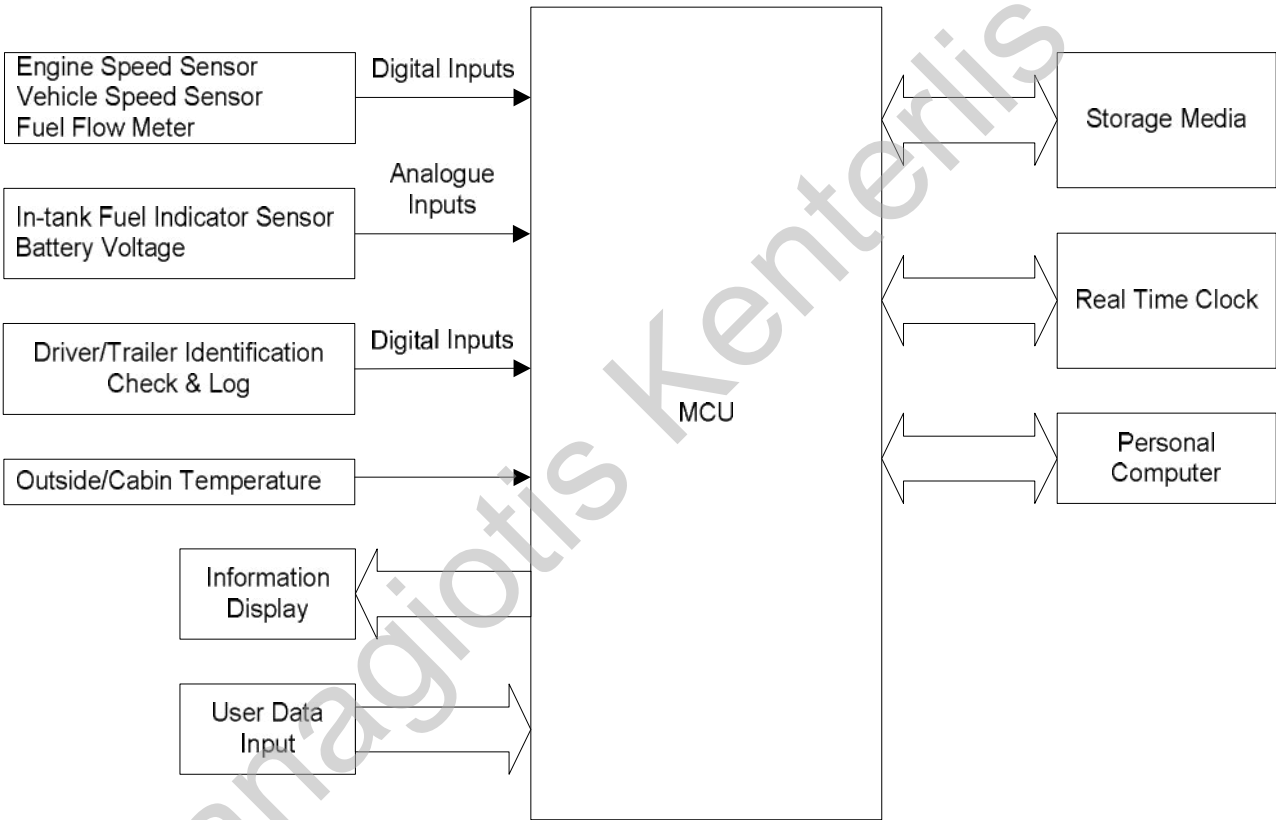 Engine Speed Sensor
Vehicle Speed Sensor
Fuel Flow Meter
Digital Inputs
In-tank Fuel Indicator Sensor
Battery Voltage
Analogue
Inputs
Driver/Trailer Identification
Check & Log
Digital Inputs
Outside/Cabin Temperature
Information
Display
User Data
Input
MCU
Storage Media
Real Time Clock
Personal
Computer
anagiotis Kenterlis